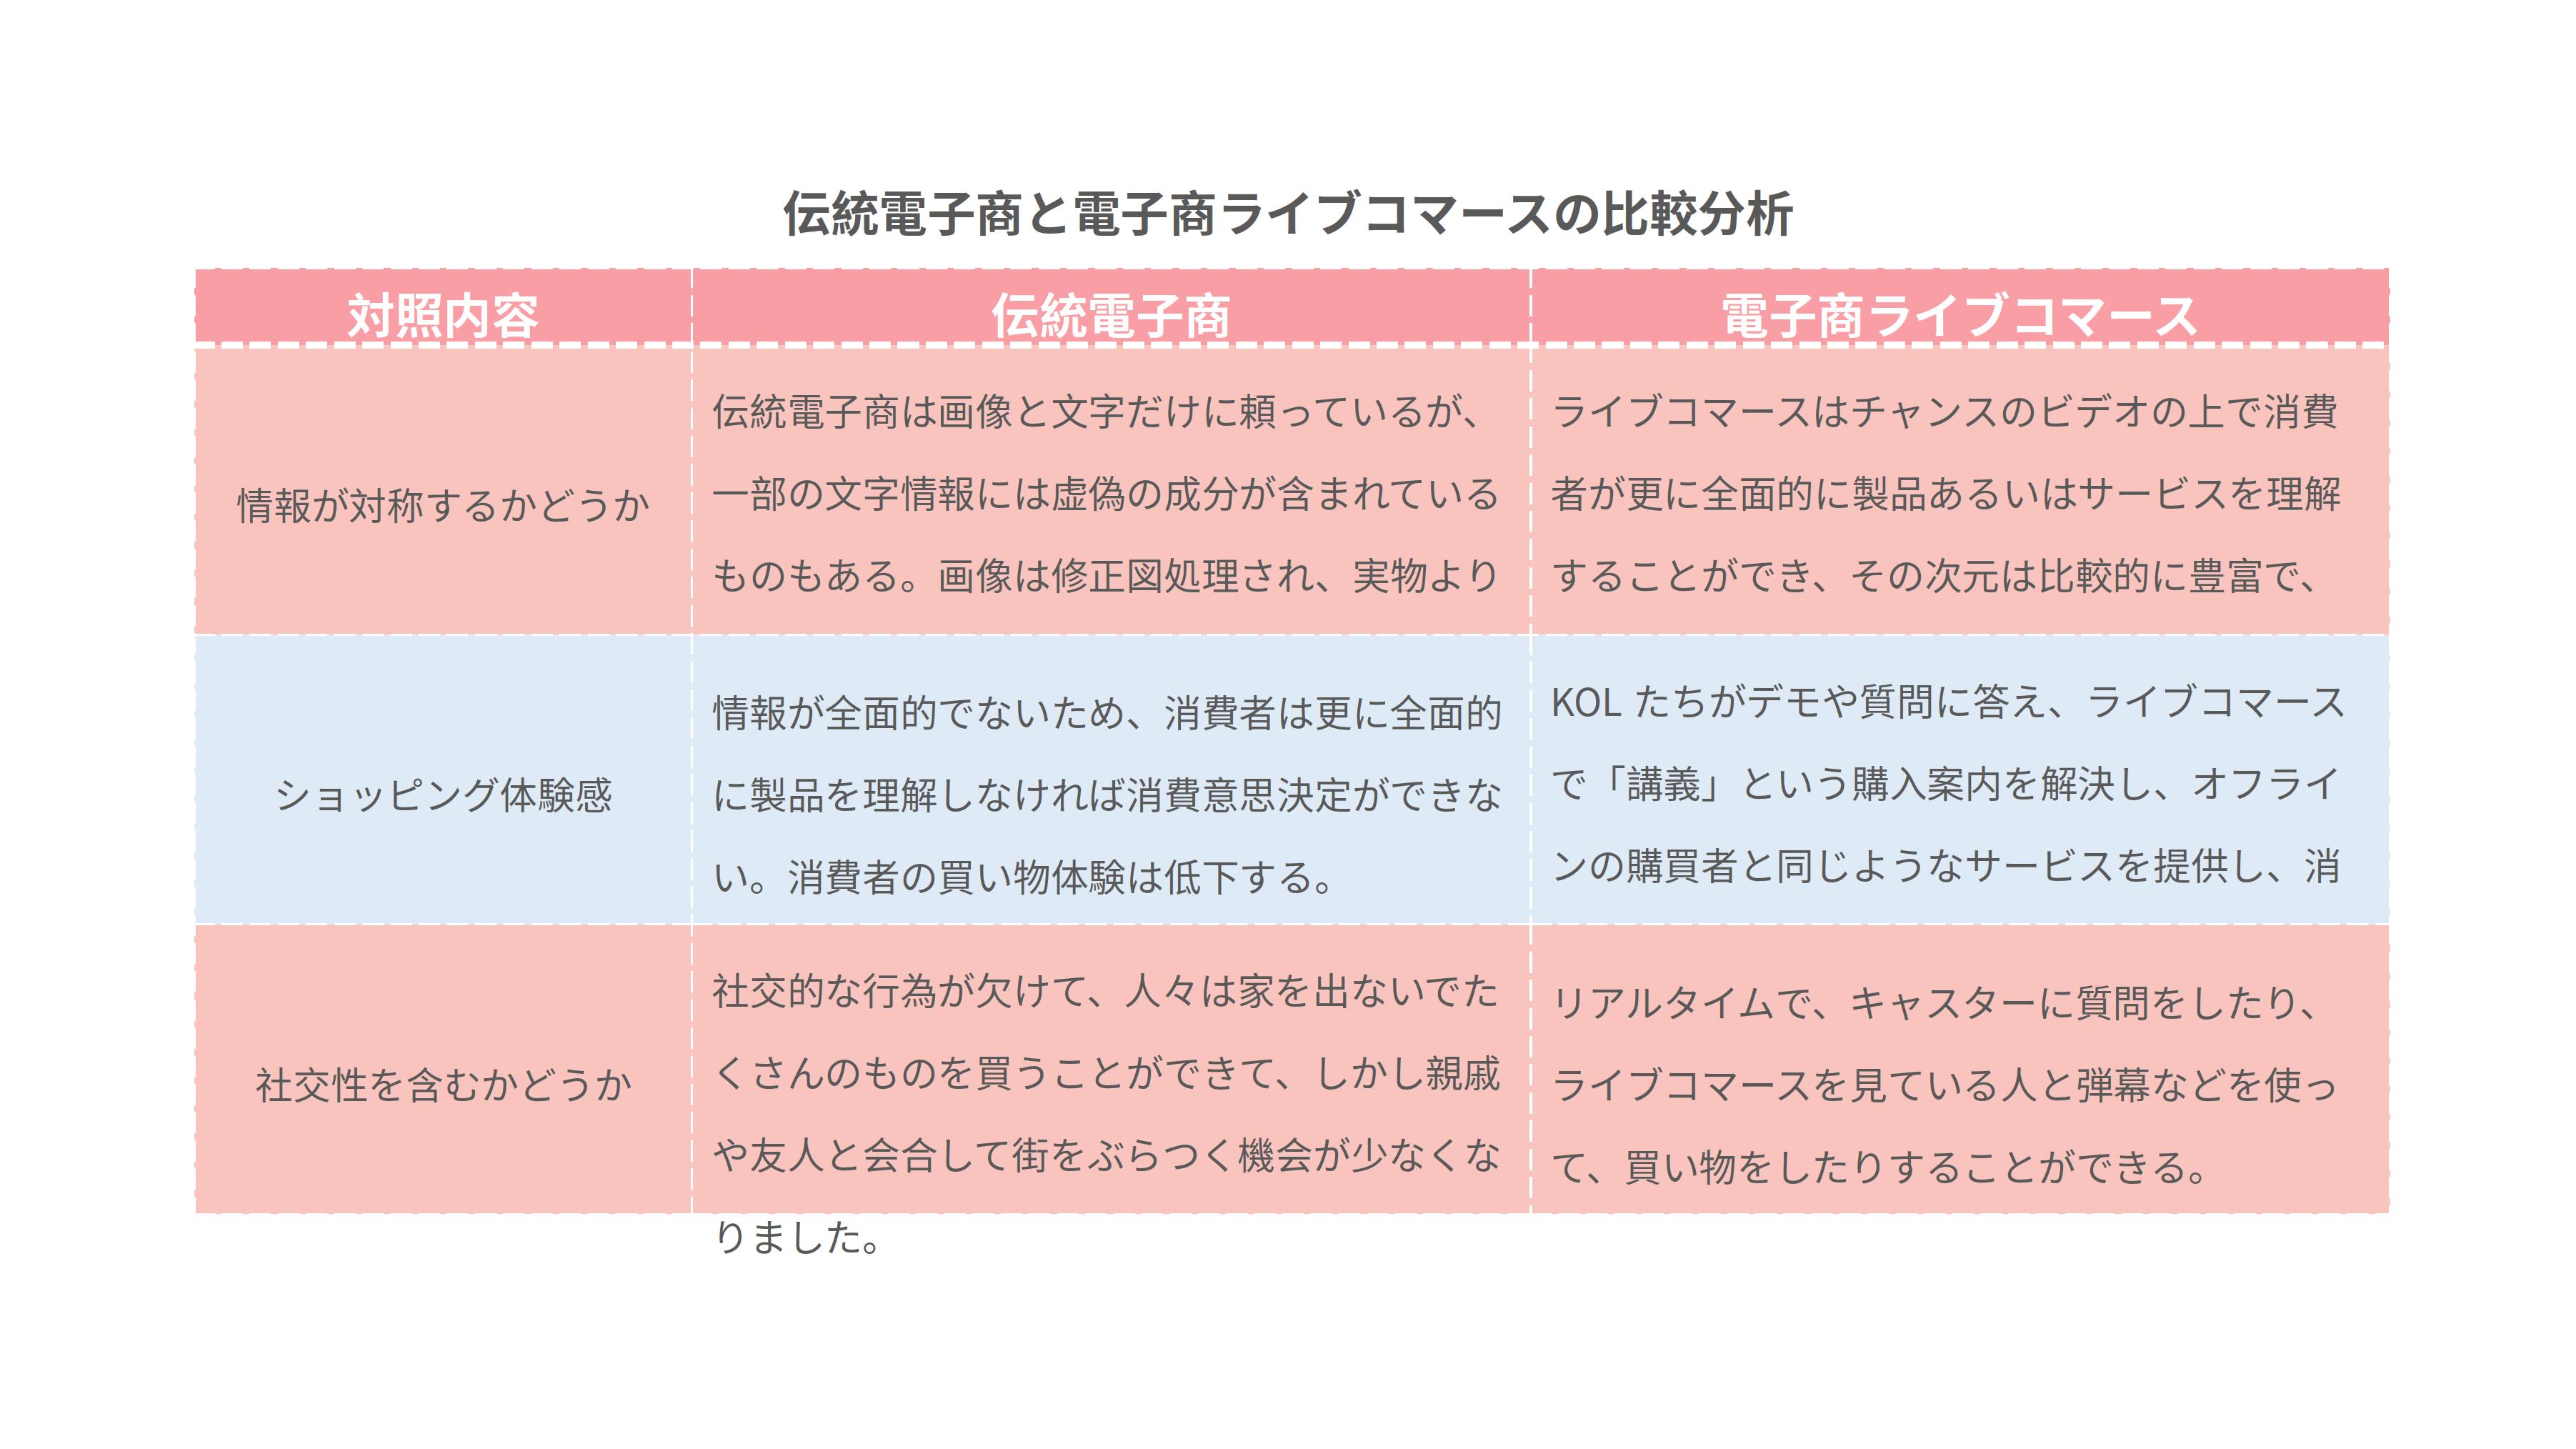 伝統電子商と電子商ライブコマースの比較分析
対照内容
伝統電子商
電子商ライブコマース
情報が対称するかどうか
伝統電子商は画像と文字だけに頼っているが、
一部の文字情報には虚偽の成分が含まれている
ものもある。画像は修正図処理され、実物より
ライブコマースはチャンスのビデオの上で消費
者が更に全面的に製品あるいはサービスを理解
することができ、その次元は比較的に豊富で、
ショッピング体験感
情報が全面的でないため、消費者は更に全面的
に製品を理解しなければ消費意思決定ができな
い。消費者の買い物体験は低下する。
KOL たちがデモや質問に答え、ライブコマース
で「講義」という購入案内を解決し、オフライ
ンの購買者と同じようなサービスを提供し、消
社交性を含むかどうか
社交的な行為が欠けて、人々は家を出ないでた
くさんのものを買うことができて、しかし親戚
や友人と会合して街をぶらつく機会が少なくな
りました。
リアルタイムで、キャスターに質問をしたり、
ライブコマースを見ている人と弾幕などを使っ
て、買い物をしたりすることができる。